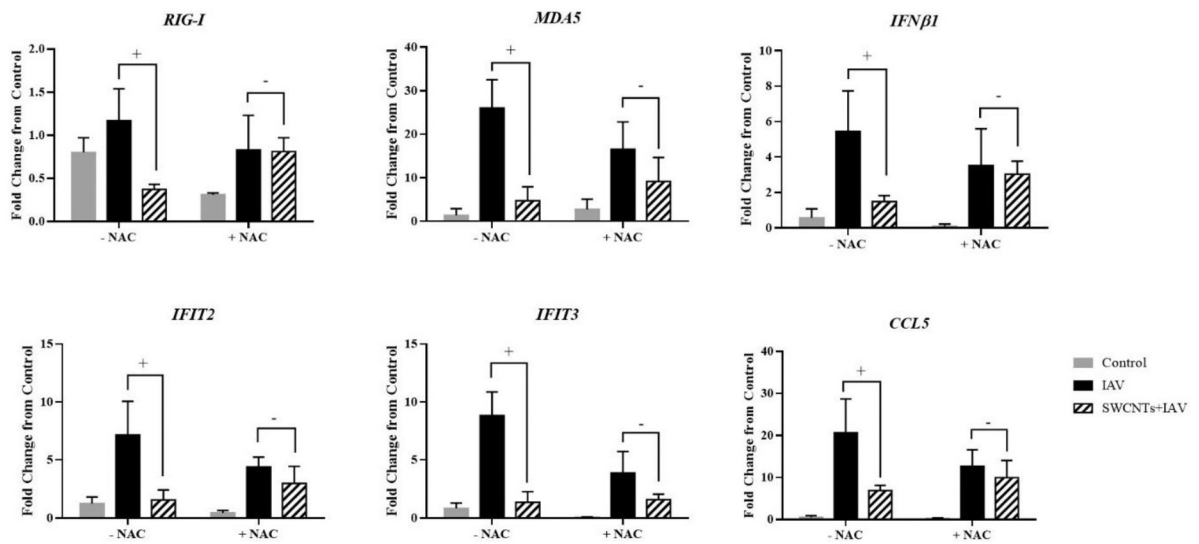 RIG-I
Fold Change from Control
2.0
1.5
1.0
0.5
0.0
+
-
- NAC
+ NAC
MDA5
Fold Change from Control
40
30
20
10
0
+
-
- NAC
+ NAC
IFNβ1
Fold Change from Control
10
8
6
4
2
0
+
-
- NAC
+ NAC
IFIT2
Fold Change from Control
15
10
5
0
+
-
- NAC
+ NAC
IFIT3
Fold Change from Control
15
10
5
0
+
-
- NAC
+ NAC
CCL5
Fold Change from Control
40
30
20
10
0
+
-
- NAC
+ NAC
Control
IAV
SWCNTs+IAV